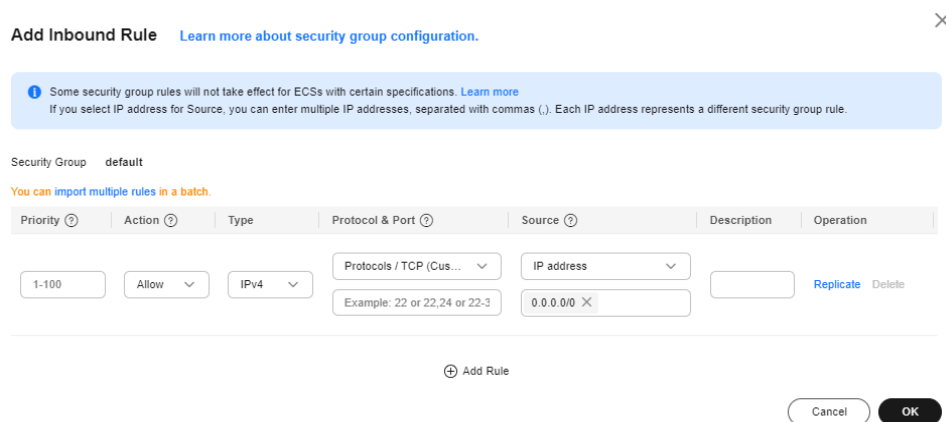 Add Inbound Rule Learn more about security group configuration.
Some security group rules will not take effect for ECSs with certain specifications. Learn more
If you select IP address for Source, you can enter multiple IP addresses, separated with commas (,). Each IP address represents a different security group rule.
Security Group default
You can import multiple rules in a batch.
Priority Action Type Protocol & Port Source Description Operation
Protocols / TCP (Cus... IP address
1-100 Allow IPv4 Replicate Delete
Example: 22 or 22,24 or 22-3 0.0.0.0/0
Add Rule
Cancel OK